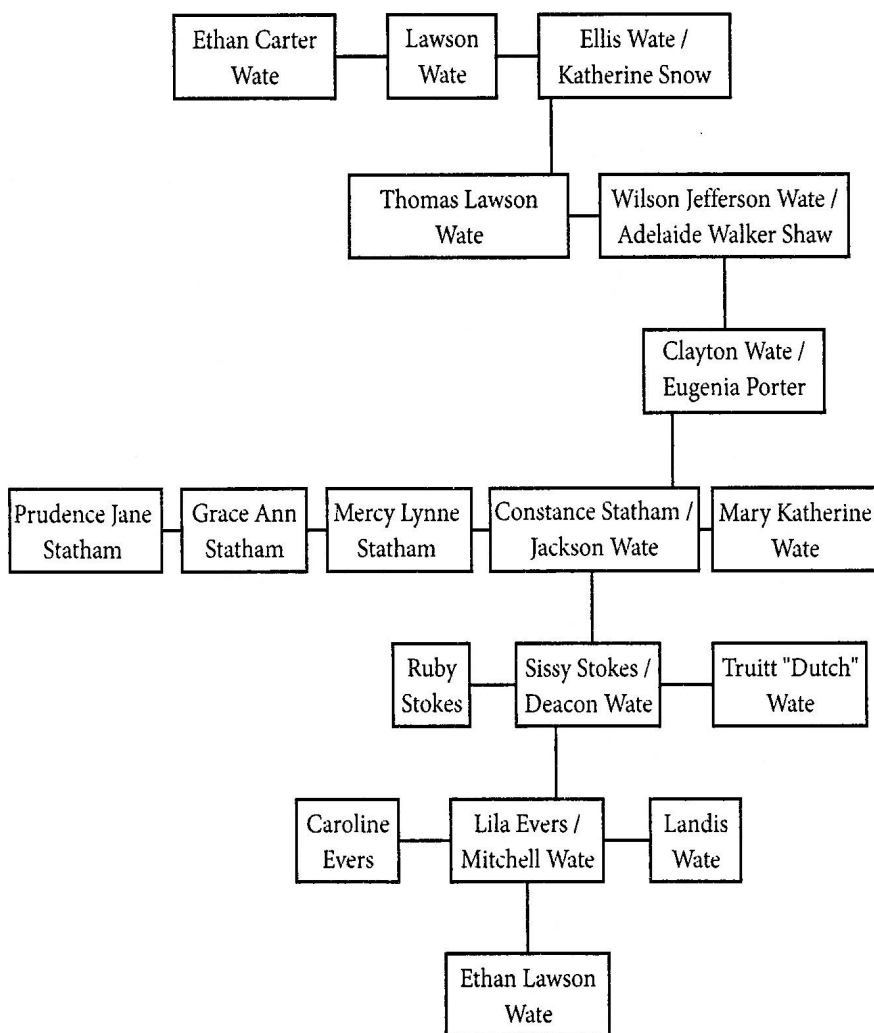 Ethan Carter
Wate
Lawson
Wate
Ellis Wate /
Katherine Snow
Thomas Lawson
Wate
Wilson Jefferson Wate /
Adelaide Walker Shaw
Clayton Wate /
Eugenia Porter
Prudence Jane
Statham
Grace Ann
Statham
Mercy Lynne
Statham
Constance Statham /
Jackson Wate
Mary Katherine
Wate
Ruby
Stokes
Sissy Stokes /
Deacon Wate
Truitt "Dutch"
Wate
Caroline
Evers
Lila Evers /
Mitchell Wate
Landis
Wate
Ethan Lawson
Wate